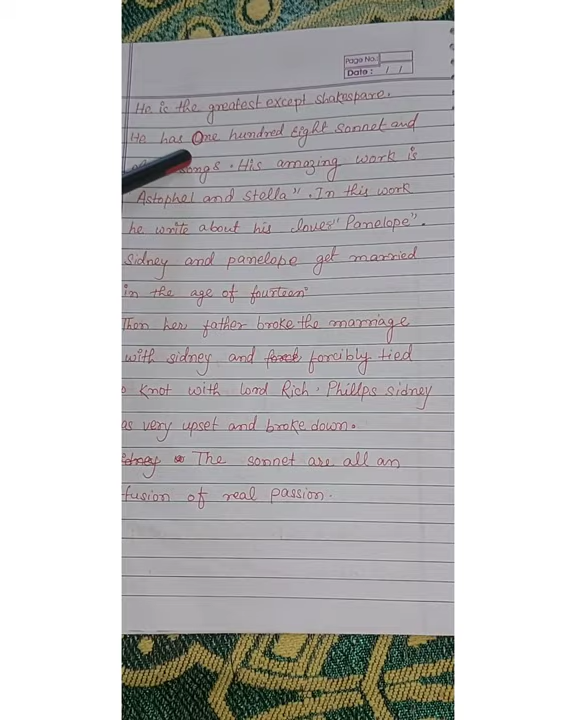 Page No.:
Date: / /
He is the greatest except shakespare.
He has One hundred Eight sonnet and
songs. His amazing work is
Astophel and Stella". In this work
he write about his lover "Panelope".
Sidney and panelope get married
in the age of fourteen.
Then her father broke the marriage
with sidney and forcibly tied
Knot with Lord Rich. Phillps sidney
as very upset and broke down.
The sonnet are all an
fusion of real passion.